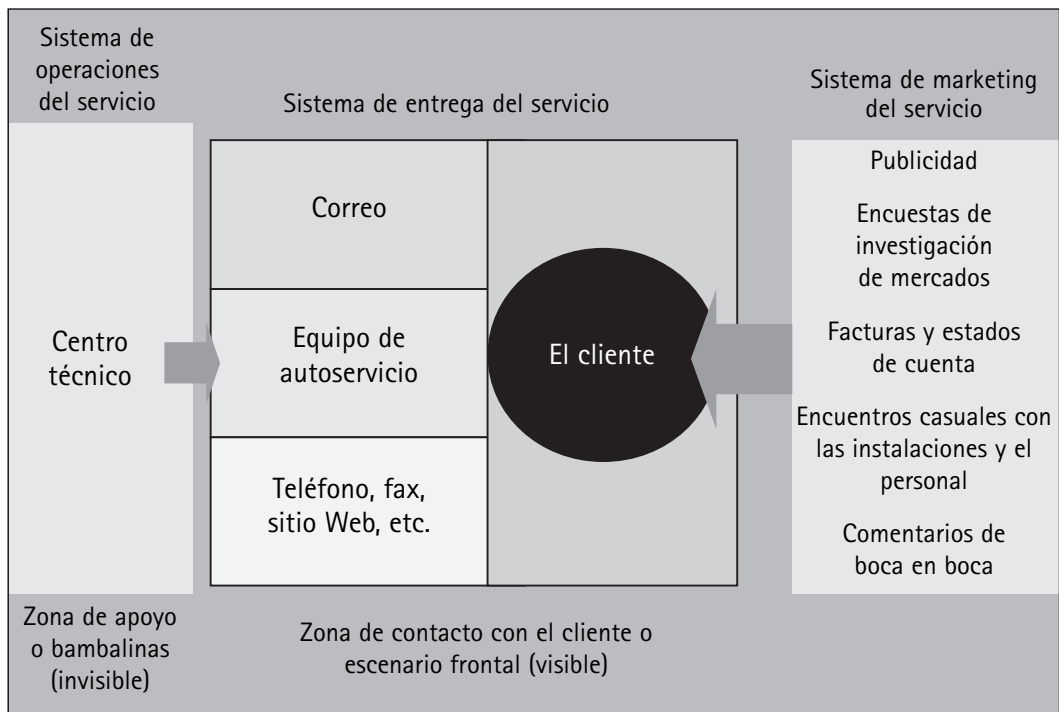 Sistema de
operaciones
del servicio
Sistema de entrega del servicio
Sistema de marketing
del servicio
Centro
técnico
Correo
Equipo de
autoservicio
Teléfono, fax,
sitio Web, etc.
El cliente
Publicidad
Encuestas de
investigación
de mercados
Facturas y estados
de cuenta
Encuentros casuales con
las instalaciones y el
personal
Comentarios de
boca en boca
Zona de apoyo
o bambalinas
(invisible)
Zona de contacto con el cliente o
escenario frontal (visible)